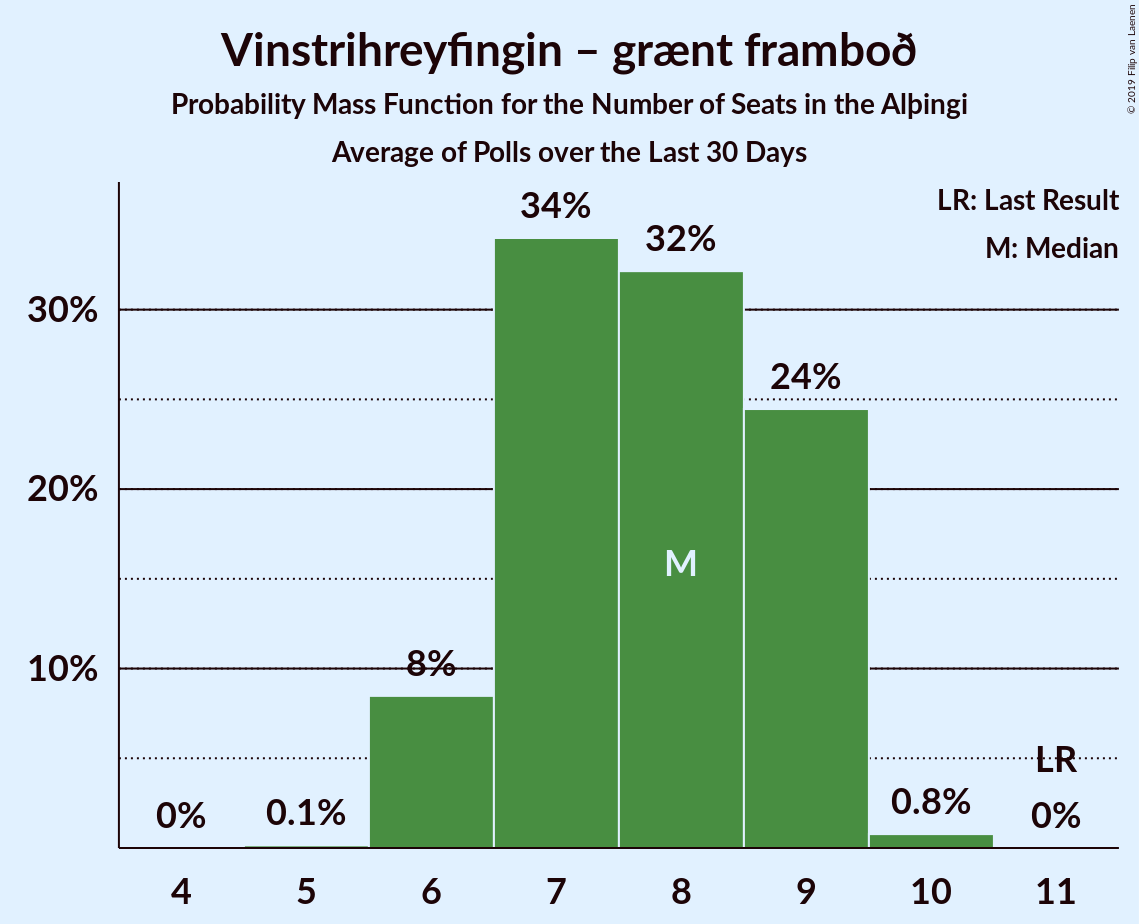 Vinstrihreyfingin – grænt framboð
Probability Mass Function for the Number of Seats in the Alþingi
Average of Polls over the Last 30 Days
© 2019 Filip van Laenen
LR: Last Result
M: Median
34%
32%
30%
24%
20%
M
10%
8%
LR
0%
0.1%
0.8%
0%
4
5
6
7
8
9
10
11